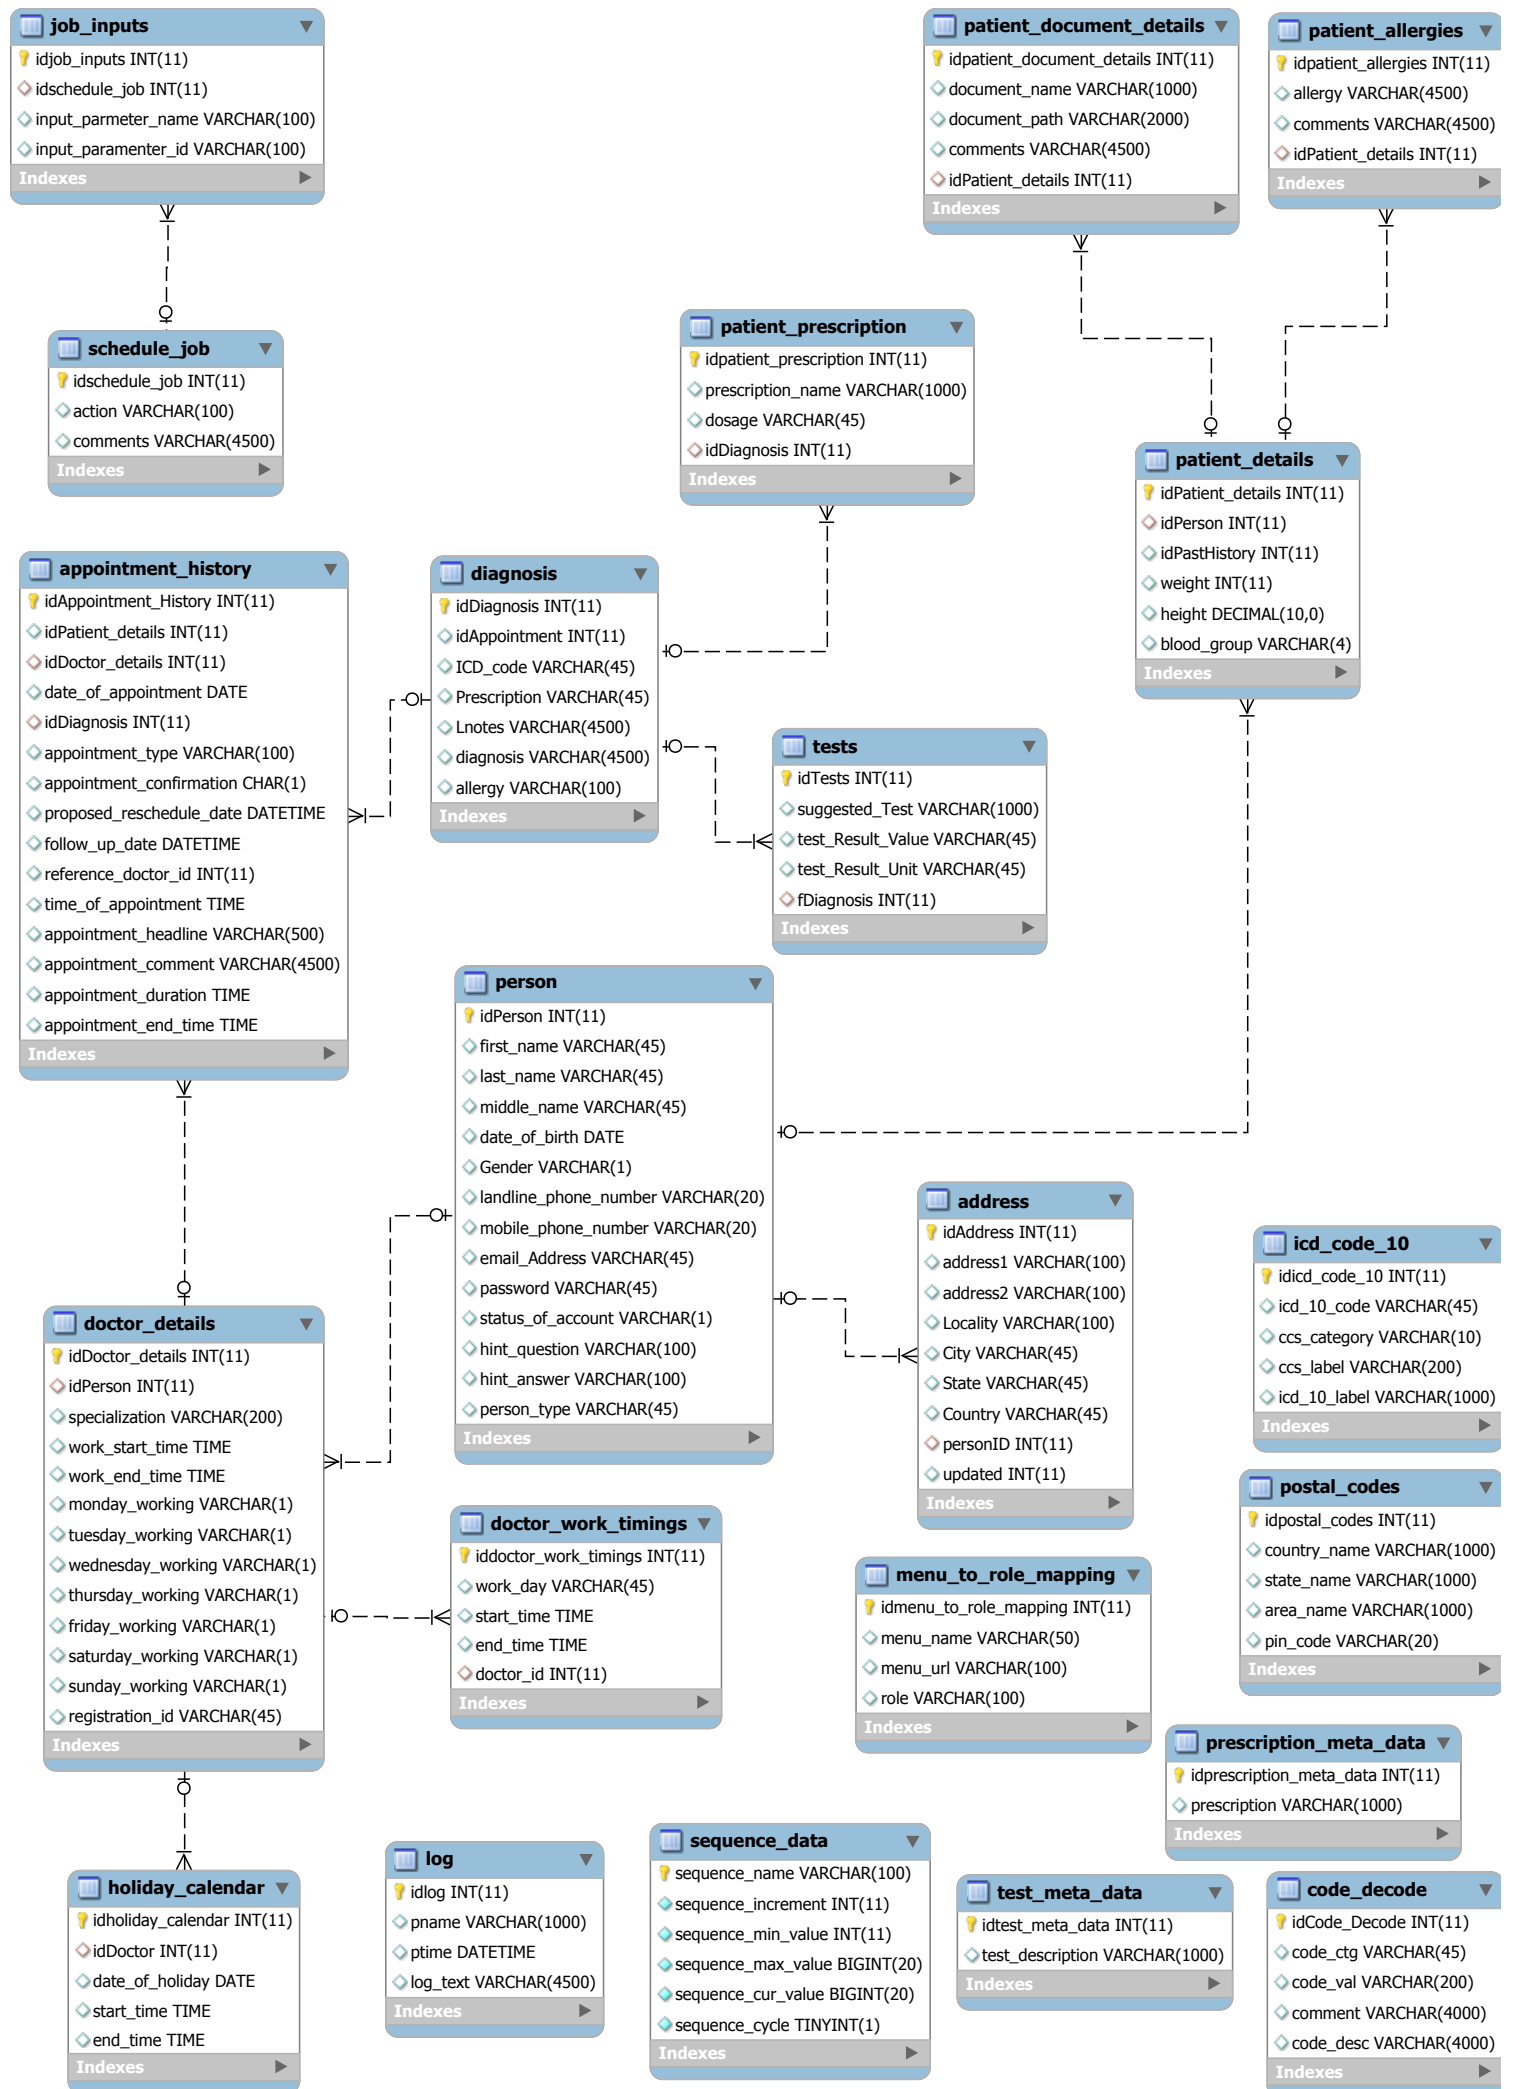 job_inputs
idjob_inputs INT(11)
idschedule_job INT(11)
input_parmeter_name VARCHAR(100)
input_paramenter_id VARCHAR(100)
Indexes
patient_document_details
idpatient_document_details INT(11)
document_name VARCHAR(1000)
document_path VARCHAR(2000)
comments VARCHAR(4500)
idPatient_details INT(11)
Indexes
patient_allergies
idpatient_allergies INT(11)
allergy VARCHAR(4500)
comments VARCHAR(4500)
idPatient_details INT(11)
Indexes
schedule_job
idschedule_job INT(11)
action VARCHAR(100)
comments VARCHAR(4500)
Indexes
patient_prescription
idpatient_prescription INT(11)
prescription_name VARCHAR(1000)
dosage VARCHAR(45)
idDiagnosis INT(11)
Indexes
patient_details
idPatient_details INT(11)
idPerson INT(11)
idPastHistory INT(11)
weight INT(11)
height DECIMAL(10,0)
blood_group VARCHAR(4)
Indexes
appointment_history
idAppointment_History INT(11)
idPatient_details INT(11)
idDoctor_details INT(11)
date_of_appointment DATE
idDiagnosis INT(11)
appointment_type VARCHAR(100)
appointment_confirmation CHAR(1)
proposed_reschedule_date DATETIME
follow_up_date DATETIME
reference_doctor_id INT(11)
time_of_appointment TIME
appointment_headline VARCHAR(500)
appointment_comment VARCHAR(4500)
appointment_duration TIME
appointment_end_time TIME
Indexes
diagnosis
idDiagnosis INT(11)
idAppointment INT(11)
ICD_code VARCHAR(45)
Prescription VARCHAR(45)
Lnotes VARCHAR(4500)
diagnosis VARCHAR(4500)
allergy VARCHAR(100)
Indexes
tests
idTests INT(11)
suggested_Test VARCHAR(1000)
test_Result_Value VARCHAR(45)
test_Result_Unit VARCHAR(45)
fDiagnosis INT(11)
Indexes
person
idPerson INT(11)
first_name VARCHAR(45)
last_name VARCHAR(45)
middle_name VARCHAR(45)
date_of_birth DATE
Gender VARCHAR(1)
landline_phone_number VARCHAR(20)
mobile_phone_number VARCHAR(20)
email_Address VARCHAR(45)
password VARCHAR(45)
status_of_account VARCHAR(1)
hint_question VARCHAR(100)
hint_answer VARCHAR(100)
person_type VARCHAR(45)
Indexes
address
idAddress INT(11)
address1 VARCHAR(100)
address2 VARCHAR(100)
Locality VARCHAR(100)
City VARCHAR(45)
State VARCHAR(45)
Country VARCHAR(45)
personID INT(11)
updated INT(11)
Indexes
icd_code_10
idicd_code_10 INT(11)
icd_10_code VARCHAR(45)
ccs_category VARCHAR(10)
ccs_label VARCHAR(200)
icd_10_label VARCHAR(1000)
Indexes
doctor_details
idDoctor_details INT(11)
idPerson INT(11)
specialization VARCHAR(200)
work_start_time TIME
work_end_time TIME
monday_working VARCHAR(1)
tuesday_working VARCHAR(1)
wednesday_working VARCHAR(1)
thursday_working VARCHAR(1)
friday_working VARCHAR(1)
saturday_working VARCHAR(1)
sunday_working VARCHAR(1)
registration_id VARCHAR(45)
Indexes
doctor_work_timings
iddoctor_work_timings INT(11)
work_day VARCHAR(45)
start_time TIME
end_time TIME
doctor_id INT(11)
Indexes
postal_codes
idpostal_codes INT(11)
country_name VARCHAR(1000)
state_name VARCHAR(1000)
area_name VARCHAR(1000)
pin_code VARCHAR(20)
Indexes
menu_to_role_mapping
idmenu_to_role_mapping INT(11)
menu_name VARCHAR(50)
menu_url VARCHAR(100)
role VARCHAR(100)
Indexes
prescription_meta_data
idprescription_meta_data INT(11)
prescription VARCHAR(1000)
Indexes
holiday_calendar
idholiday_calendar INT(11)
idDoctor INT(11)
date_of_holiday DATE
start_time TIME
end_time TIME
Indexes
log
idlog INT(11)
pname VARCHAR(1000)
ptime DATETIME
log_text VARCHAR(4500)
Indexes
sequence_data
sequence_name VARCHAR(100)
sequence_increment INT(11)
sequence_min_value INT(11)
sequence_max_value BIGINT(20)
sequence_cur_value BIGINT(20)
sequence_cycle TINYINT(1)
Indexes
test_meta_data
idtest_meta_data INT(11)
test_description VARCHAR(1000)
Indexes
code_decode
idCode_Decode INT(11)
code_ctg VARCHAR(45)
code_val VARCHAR(200)
comment VARCHAR(4000)
code_desc VARCHAR(4000)
Indexes